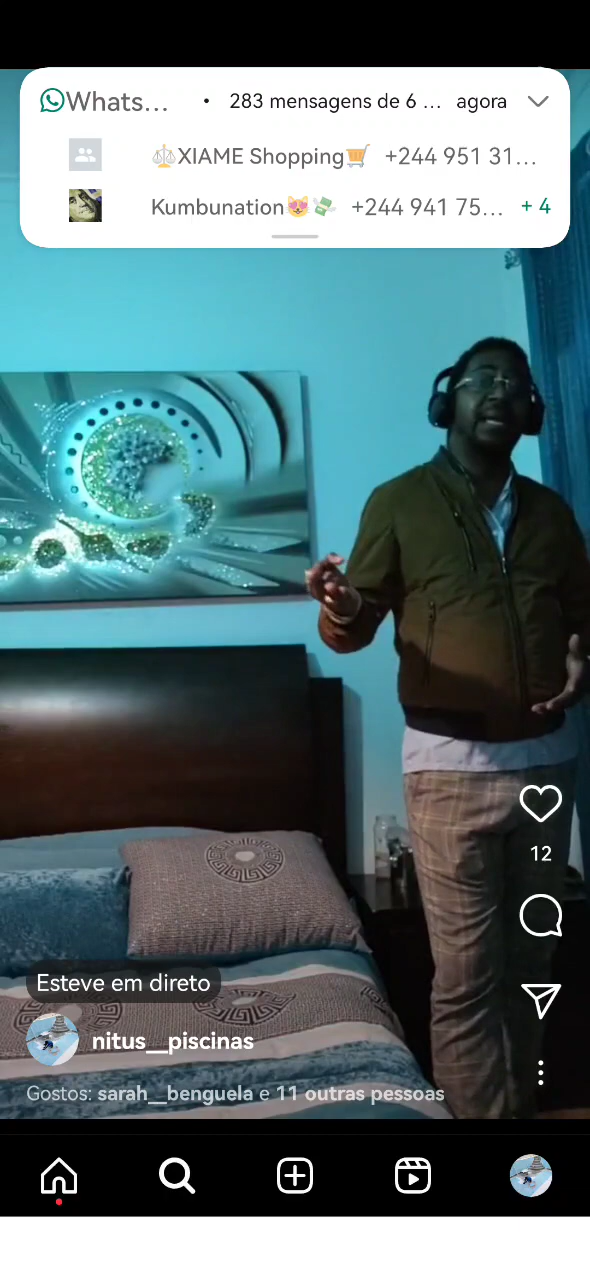 Whats... • 283 mensagens de 6 ... agora
⚖️XIAME Shopping🛒 +244 951 31...
Kumbunation😻💸 +244 941 75... + 4
12
Esteve em direto
nitus__piscinas
Gostos: sarah__benguela e 11 outras pessoas